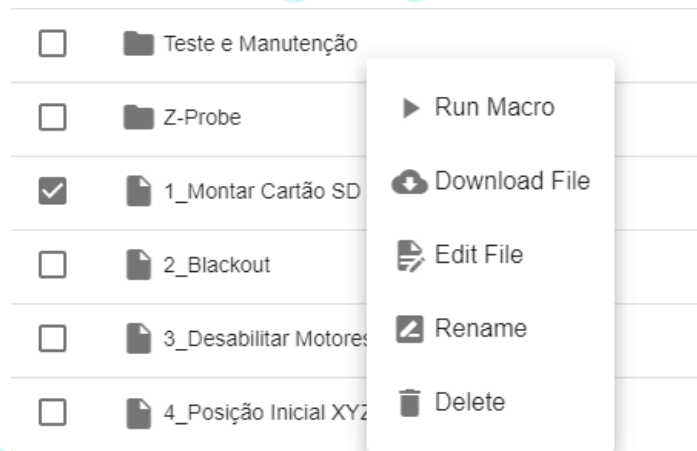 Teste e Manutenção
Z-Probe
1_Montar Cartão SD
2_Blackout
3_Desabilitar Motores
4_Posição Inicial XYZ
Run Macro
Download File
Edit File
Rename
Delete